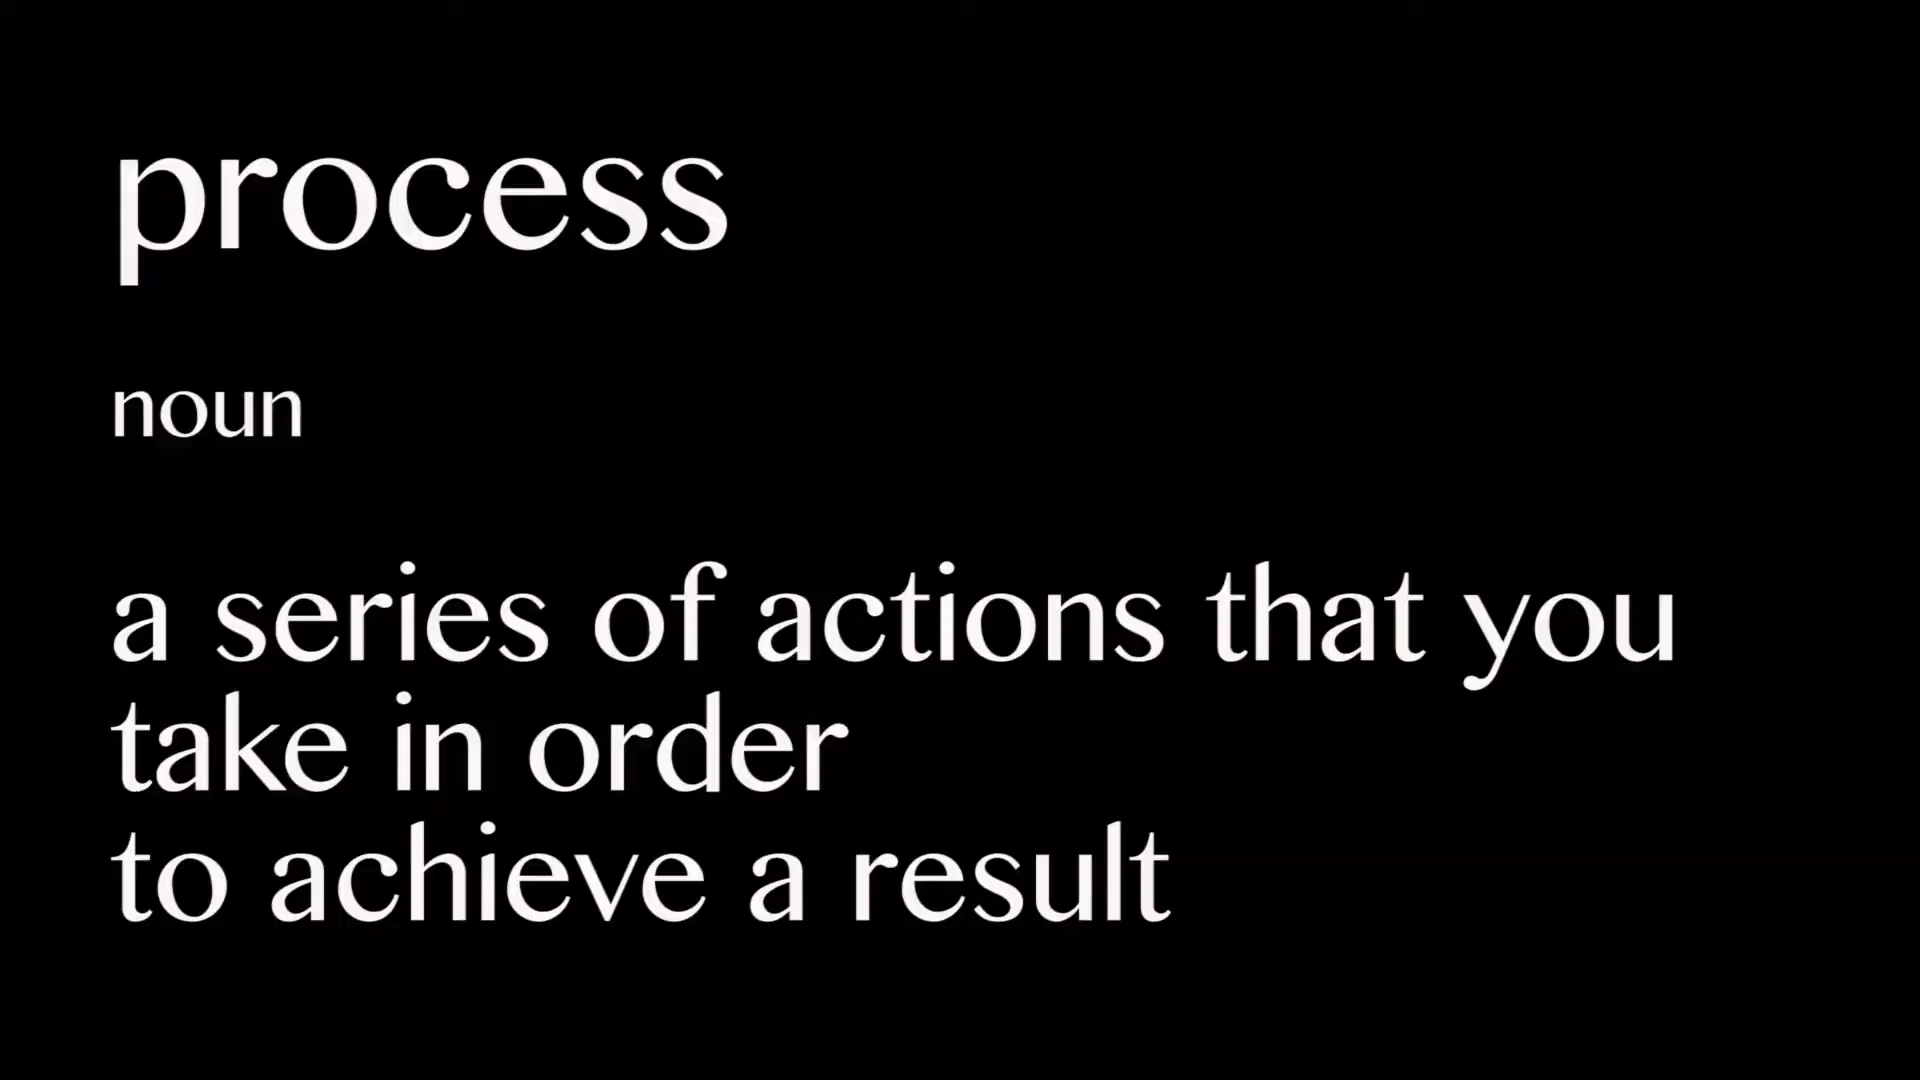 process
noun
a series of actions that you
take in order
to achieve a result